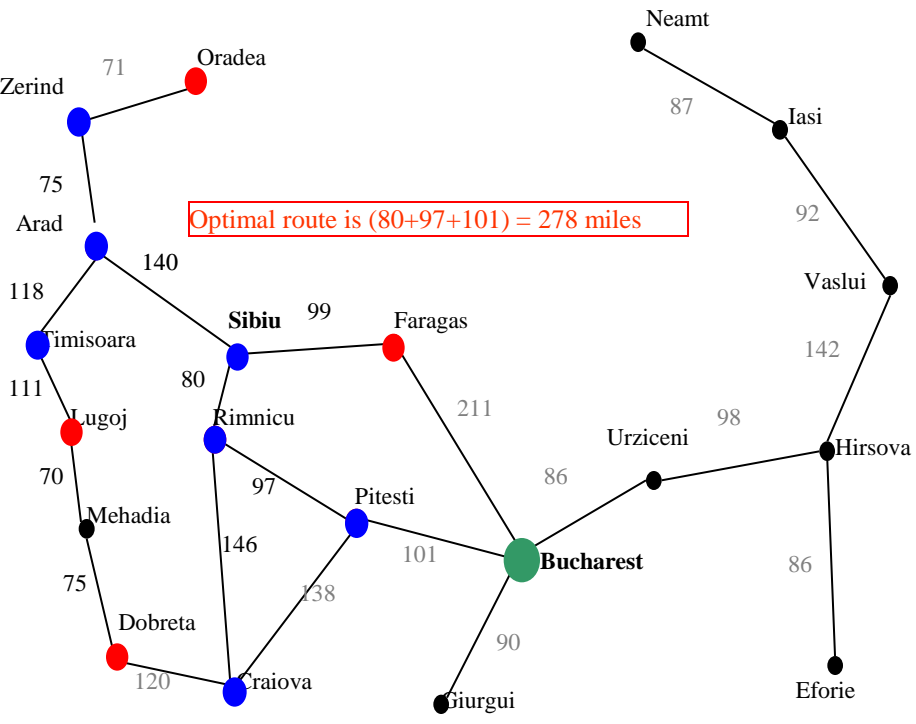 Neamt
Oradea
71
Zerind
87
Iasi
75
Optimal route is (80+97+101) = 278 miles
92
Arad
140
118
Vaslui
99
Sibiu
Faragas
Timisoara
142
80
111
211
Lugoj
Rimnicu
98
Urziceni
Hirsova
70
86
97
Pitesti
Mehadia
146
101
Bucharest
86
75
138
Dobreta
90
120
Craiova
Giurgui
Eforie